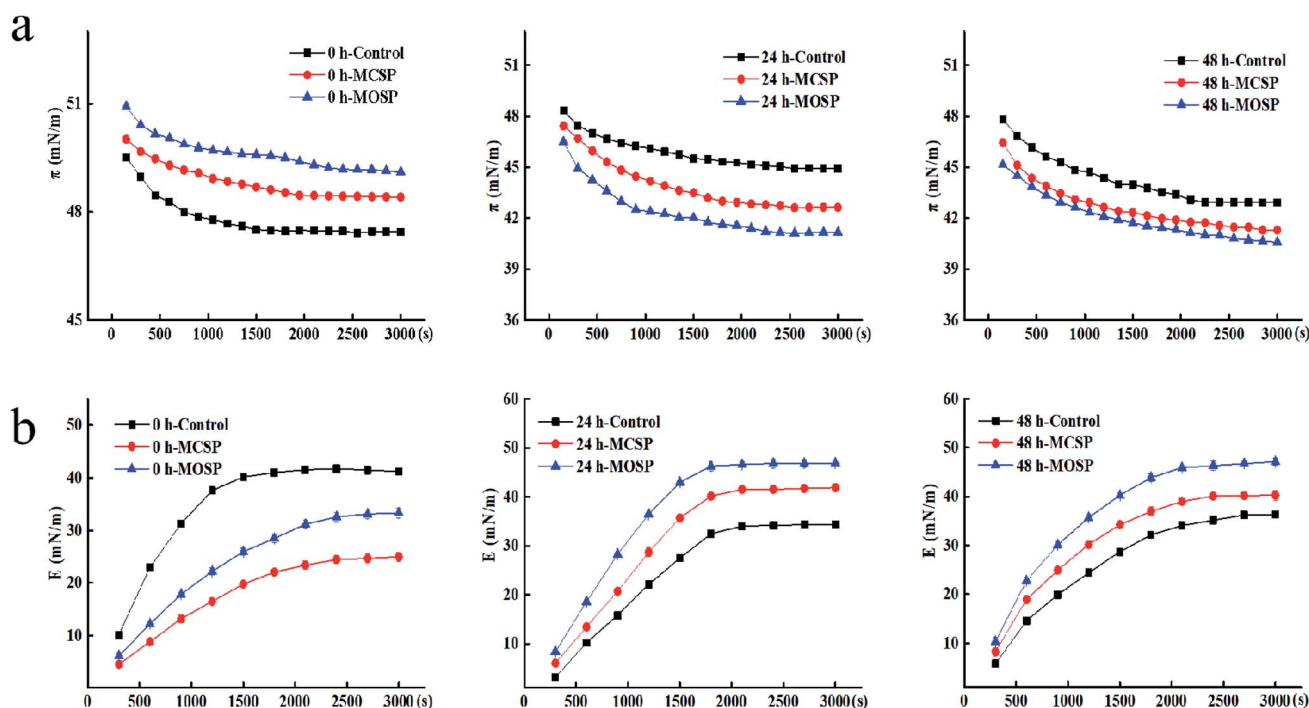 a
0 h-Control
0 h-MCSP
0 h-MOSP
π (mN/m)
51
48
45
0 500 1000 1500 2000 2500 3000 (s)
24 h-Control
24 h-MCSP
24 h-MOSP
π (mN/m)
51
48
45
42
39
36
0 500 1000 1500 2000 2500 3000 (s)
48 h-Control
48 h-MCSP
48 h-MOSP
π (mN/m)
51
48
45
42
39
36
0 500 1000 1500 2000 2500 3000 (s)
b
0 h-Control
0 h-MCSP
0 h-MOSP
E (mN/m)
50
40
30
20
10
0 500 1000 1500 2000 2500 3000 (s)
24 h-Control
24 h-MCSP
24 h-MOSP
E (mN/m)
60
50
40
30
20
10
0 500 1000 1500 2000 2500 3000 (s)
48 h-Control
48 h-MCSP
48 h-MOSP
E (mN/m)
60
50
40
30
20
10
0 500 1000 1500 2000 2500 3000 (s)